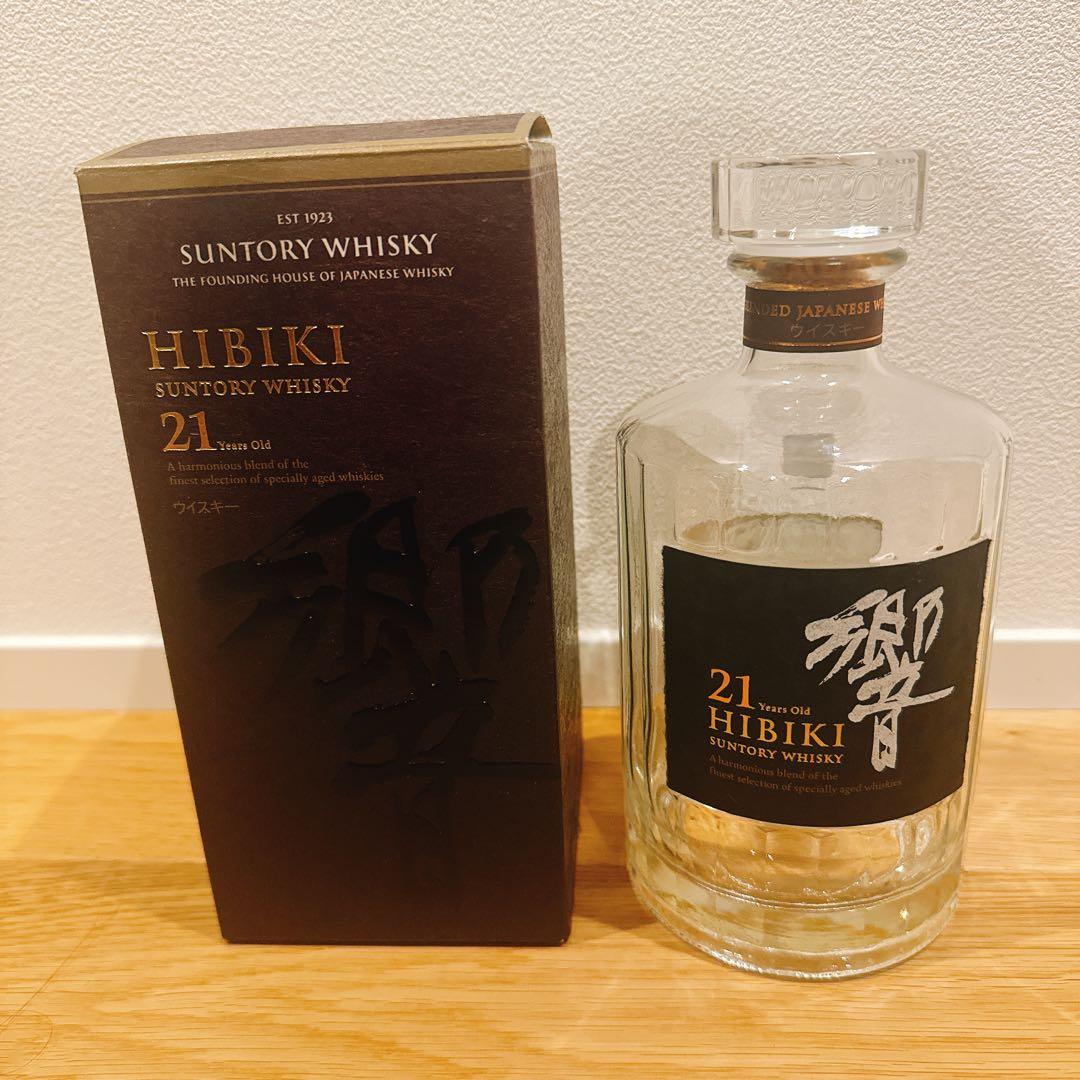 EST 1923
SUNTORY WHISKY
THE FOUNDING HOUSE OF JAPANESE WHISKY
HIBIKI
SUNTORY WHISKY
21 Years Old
A harmonious blend of the
finest selection of specially aged whiskies
ウイスキー
響
JAPANESE
ウイスキー
響
21 Years Old
HIBIKI
SUNTORY WHISKY
A harmonious blend of the
finest selection of specially aged whiskies